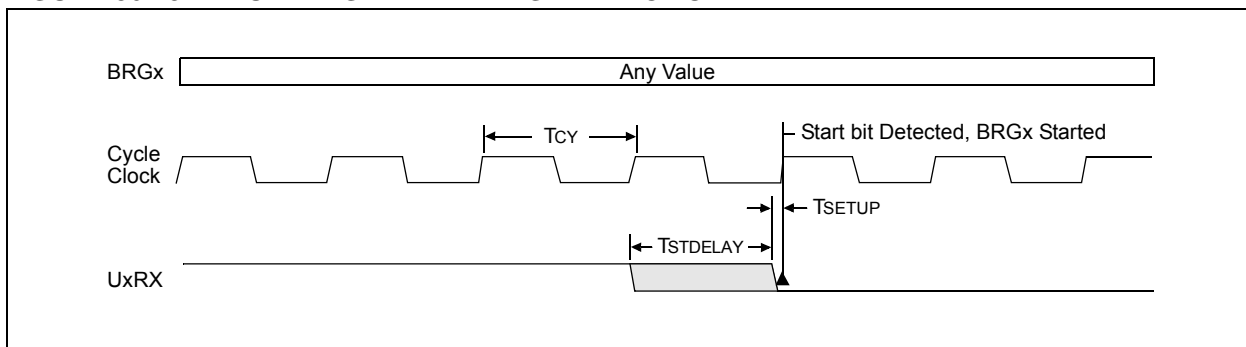 BRGx
Any Value
TCY
Start bit Detected, BRGx Started
Cycle
Clock
TSETUP
TSTDELAY
UxRX